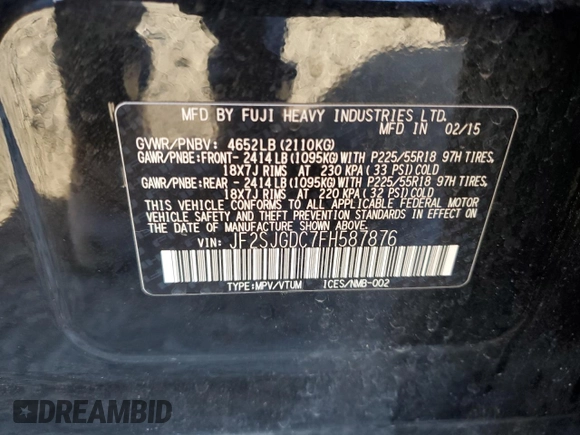 MFD BY FUJI HEAVY INDUSTRIES LTD.
MFD IN 02/15
GVWR/PNBV: 4652LB(2110KG)
GAWR/PNBE:FRONT- 2414LB(1095KG)WITH P225/55R18 97H TIRES,
18X7J RIMS AT 230 KPA(33 PSI)COLD
GAWR/PNBE:REAR - 2414LB(1095KG)WITH P225/55R18 97H TIRES,
18X7J RIMS AT 220 KPA(32 PSI)COLD
THIS VEHICLE CONFORMS TO ALL APPLICABLE FEDERAL MOTOR
VEHICLE SAFETY AND THEFT PREVENTION STANDARDS IN EFFECT ON
THE DATE OF MANUFACTURE SHOWN ABOVE.
VIN: JF2SJGDC7FH587876
TYPE:MPV/VTUM ICES/NMB-002
DREAMBID